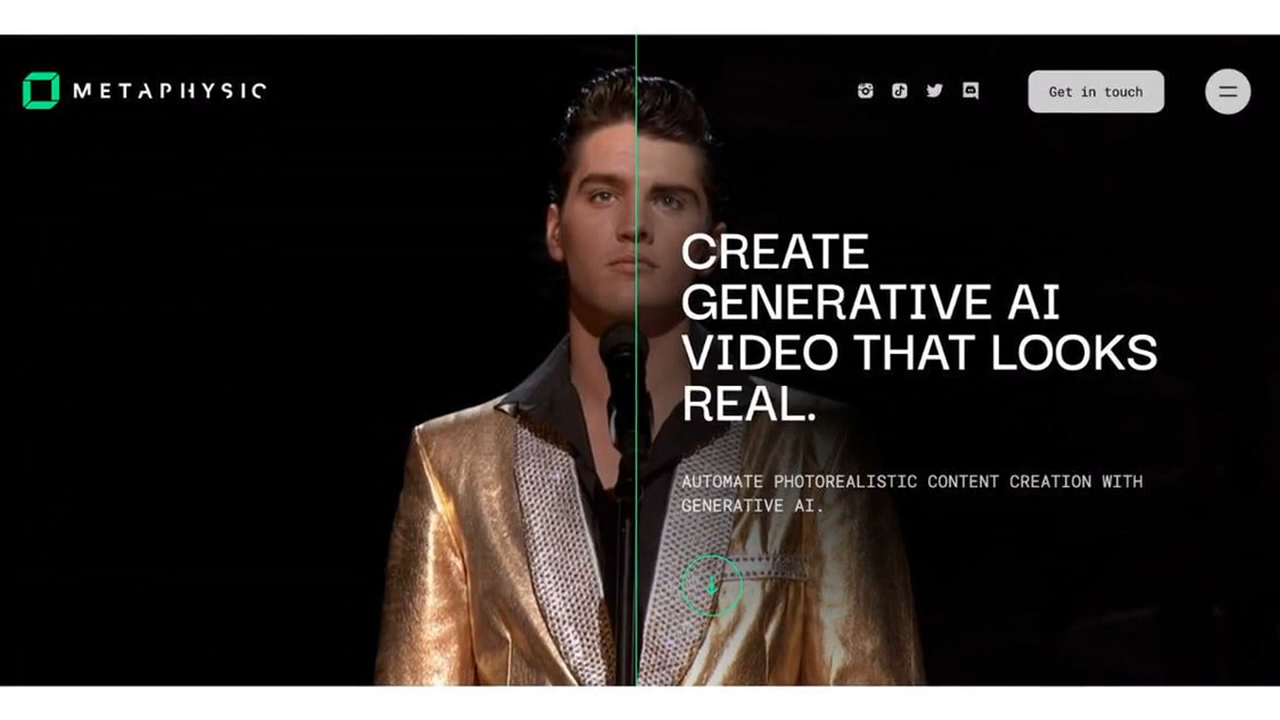 METAPHYSIC
Get in touch
CREATE
GENERATIVE AI
VIDEO THAT LOOKS
REAL.
AUTOMATE PHOTOREALISTIC CONTENT CREATION WITH
GENERATIVE AI.